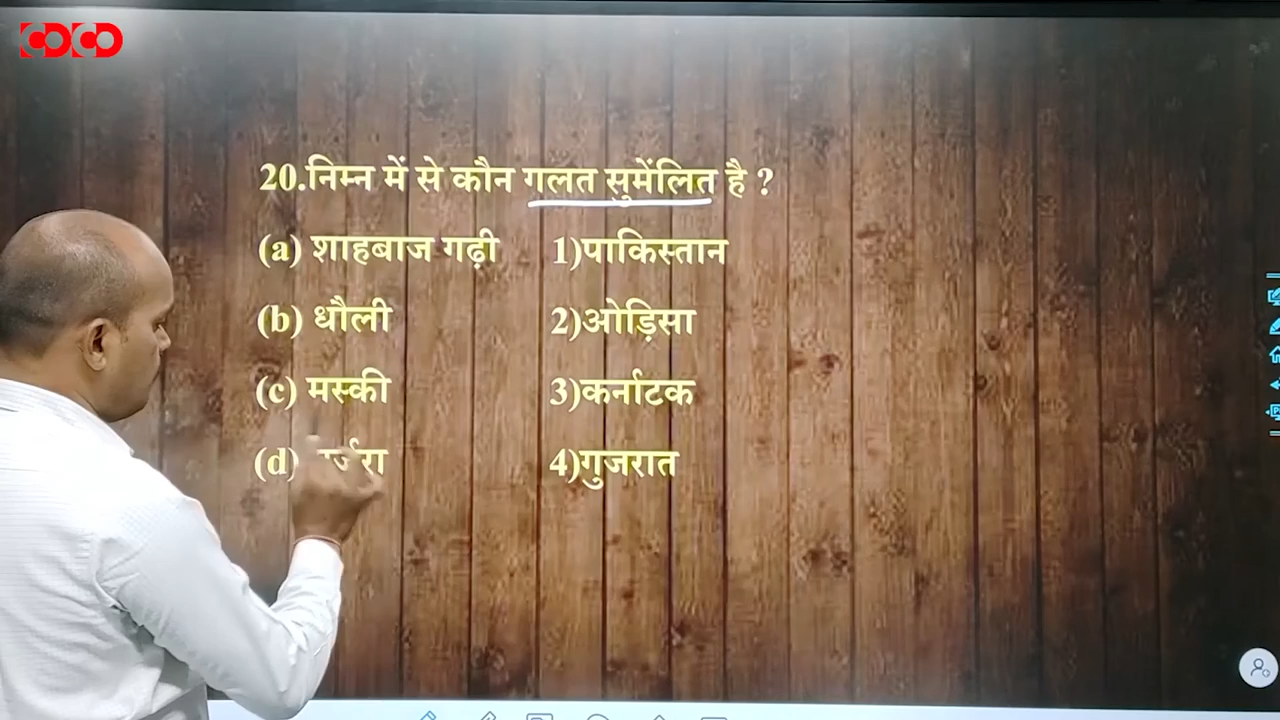 20.निम्न में से कौन गलत सुमेंलित है ?
(a) शाहबाज गढ़ी 1)पाकिस्तान
(b) धौली 2)ओड़िसा
(c) मस्की 3)कर्नाटक
(d) 4)गुजरात